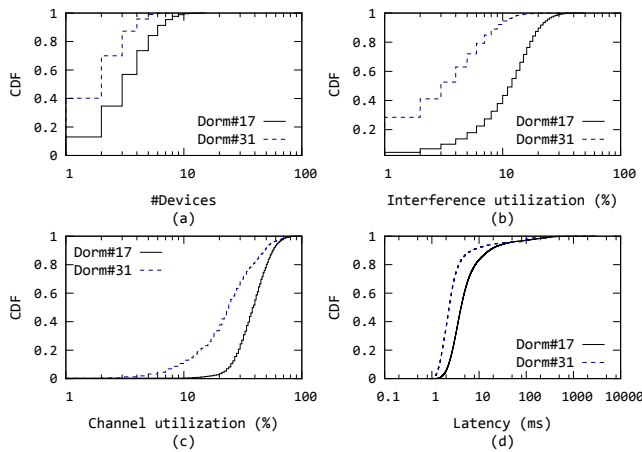 1
0.8
0.6
0.4
0.2
0
CDF
Dorm#17
Dorm#31
1 10 100
#Devices
(a)
1
0.8
0.6
0.4
0.2
CDF
Dorm#17
Dorm#31
1 10 100
Interference utilization (%)
(b)
1
0.8
0.6
0.4
0.2
0
CDF
Dorm#17
Dorm#31
1 10 100
Channel utilization (%)
(c)
1
0.8
0.6
0.4
0.2
0
CDF
Dorm#17
Dorm#31
0.1 1 10 100 1000 10000
Latency (ms)
(d)